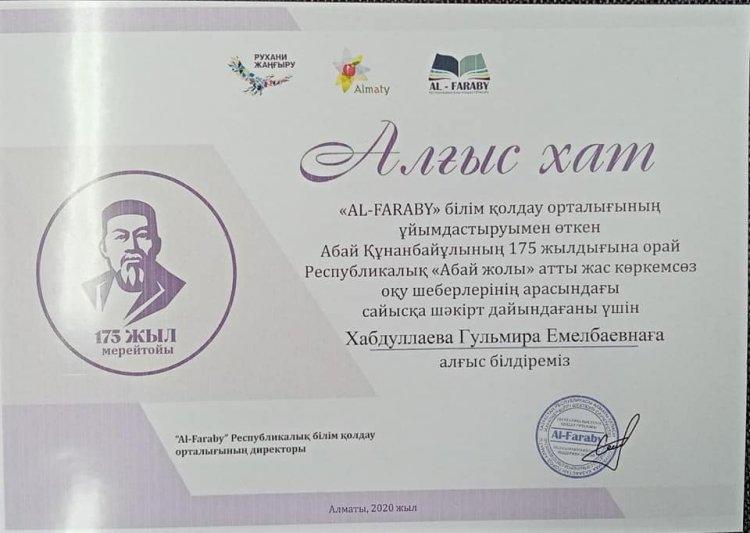 РУХАНИ
ЖАҢҒЫРУ
Almaty
AL - FARABY
Алғыс хат
«AL-FARABY» білім қолдау орталығының
ұйымдастыруымен өткен
Абай Құнанбайұлының 175 жылдығына орай
Республикалық «Абай жолы» атты жас көркемсөз
оқу шеберлерінің арасындағы
сайысқа шәкірт дайындағаны үшін
Хабдуллаева Гульмира Емелбаевнаға
алғыс білдіреміз
175 ЖЫЛ
мерейтойы
"Al-Faraby" Республикалық білім қолдау
орталығының директоры
Al-Faraby
Алматы, 2020 жыл